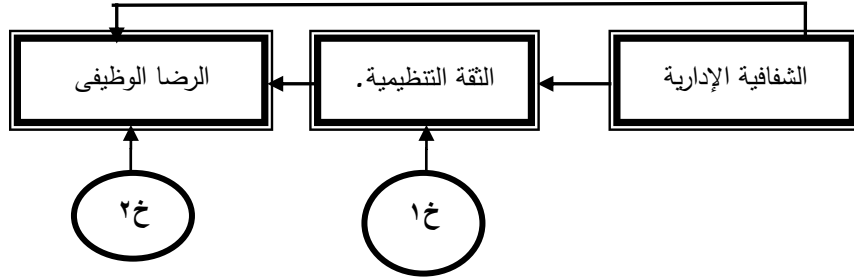 الشفافية الإدارية
الثقة التنظيمية.
الرضا الوظيفى
خ١
خ٢